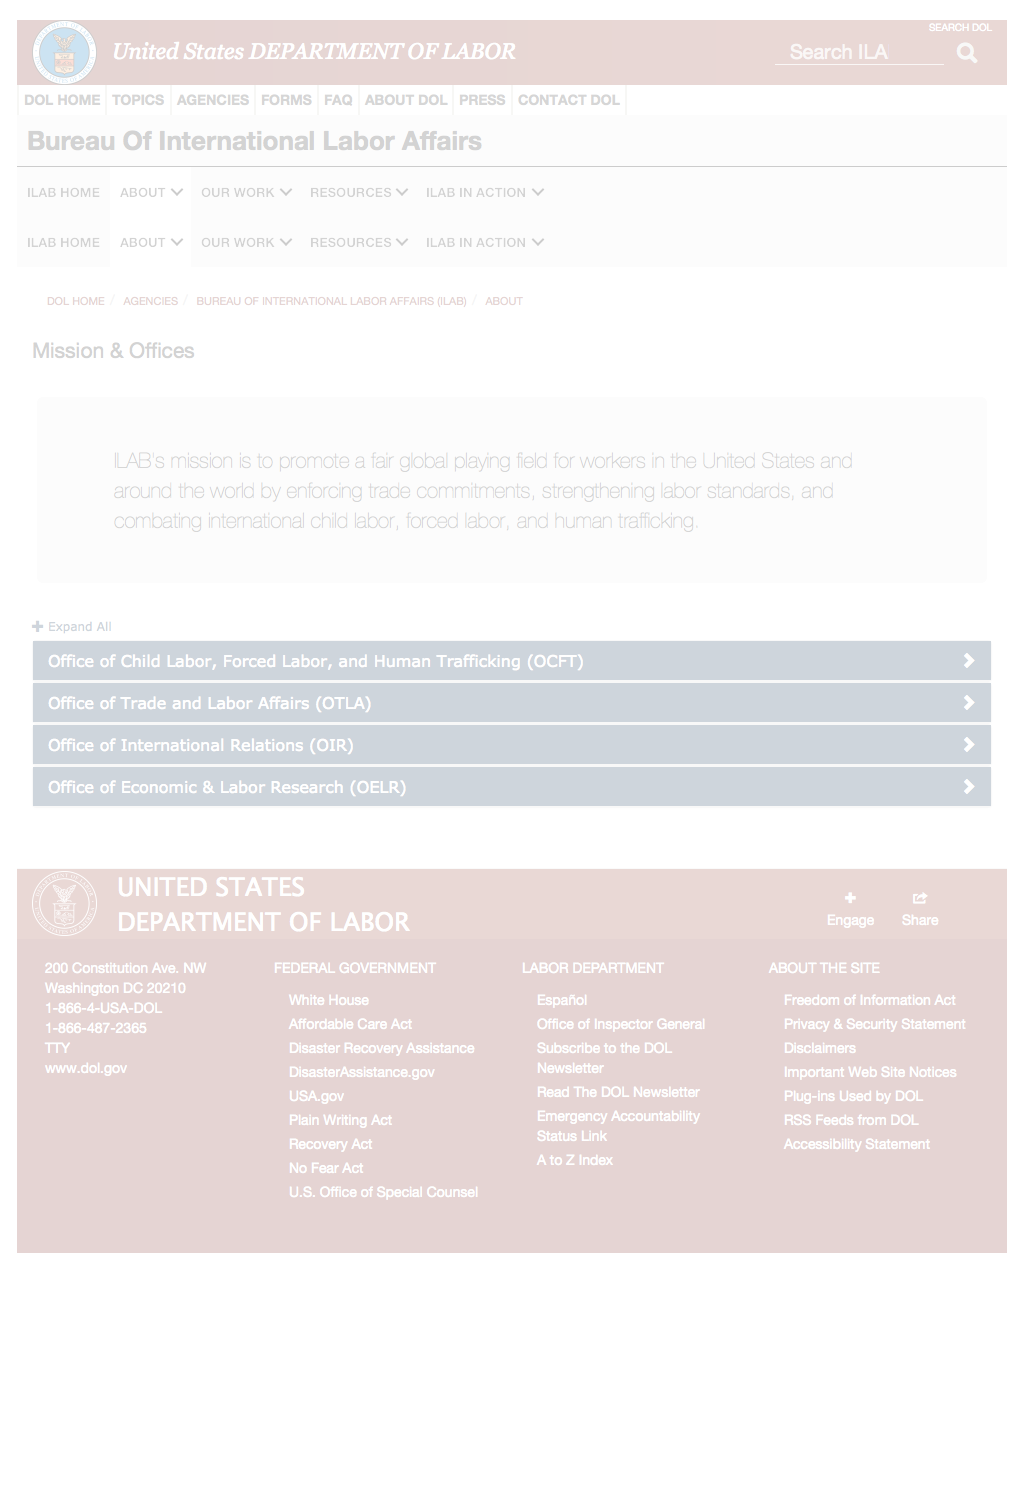 SEARCH DOL
United States DEPARTMENT OF LABOR
Search ILA
DOL HOME TOPICS AGENCIES FORMS FAQ ABOUT DOL PRESS CONTACT DOL
Bureau Of International Labor Affairs
ILAB HOME ABOUT OUR WORK RESOURCES ILAB IN ACTION
ILAB HOME ABOUT OUR WORK RESOURCES ILAB IN ACTION
DOL HOME / AGENCIES / BUREAU OF INTERNATIONAL LABOR AFFAIRS (ILAB) / ABOUT
Mission & Offices
ILAB's mission is to promote a fair global playing field for workers in the United States and
around the world by enforcing trade commitments, strengthening labor standards, and
combating international child labor, forced labor, and human trafficking.
Expand All
Office of Child Labor, Forced Labor, and Human Trafficking (OCFT)
Office of Trade and Labor Affairs (OTLA)
Office of International Relations (OIR)
Office of Economic & Labor Research (OELR)
UNITED STATES
DEPARTMENT OF LABOR
Engage Share
200 Constitution Ave. NW
Washington DC 20210
1-866-4-USA-DOL
1-866-487-2365
TTY
www.dol.gov
FEDERAL GOVERNMENT
White House
Affordable Care Act
Disaster Recovery Assistance
DisasterAssistance.gov
USA.gov
Plain Writing Act
Recovery Act
No Fear Act
U.S. Office of Special Counsel
LABOR DEPARTMENT
Español
Office of Inspector General
Subscribe to the DOL
Newsletter
Read The DOL Newsletter
Emergency Accountability
Status Link
A to Z Index
ABOUT THE SITE
Freedom of Information Act
Privacy & Security Statement
Disclaimers
Important Web Site Notices
Plug-ins Used by DOL
RSS Feeds from DOL
Accessibility Statement